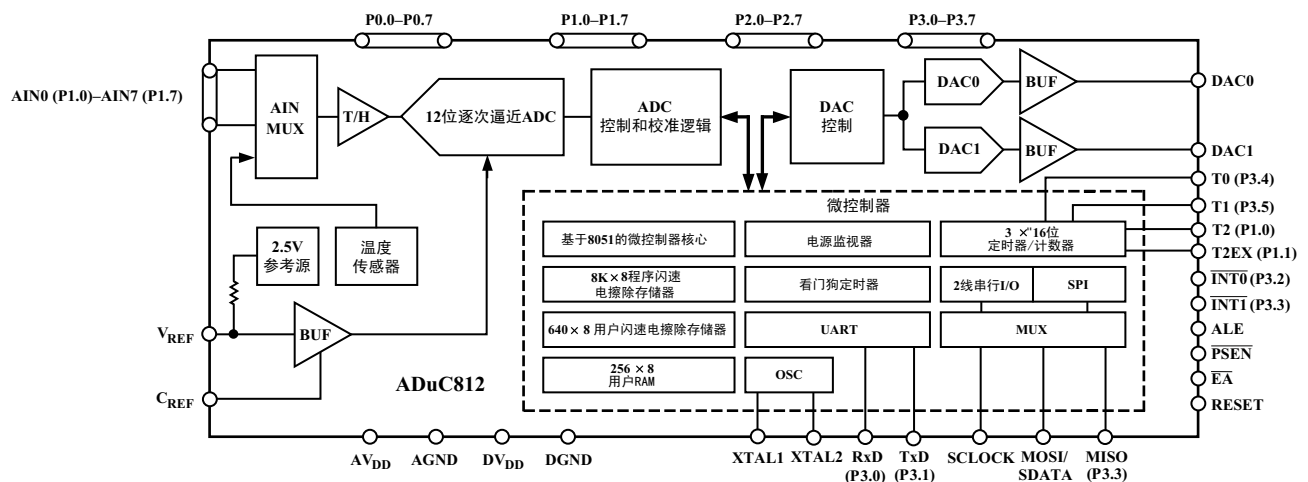 P0.0–P0.7
P1.0–P1.7
P2.0–P2.7
P3.0–P3.7
AIN0 (P1.0)–AIN7 (P1.7)
AIN
MUX
T/H
12位逐次逼近ADC
ADC
控制和校准逻辑
DAC
控制
DAC0
BUF
DAC0
DAC1
BUF
DAC1
T0 (P3.4)
T1 (P3.5)
T2 (P1.0)
T2EX (P1.1)
INT0 (P3.2)
INT1 (P3.3)
ALE
PSEN
EA
RESET
2.5V
参考源
温度
传感器
VREF
BUF
CREF
ADuC812
微控制器
基于8051的微控制器核心
电源监视器
3 ×"16位
定时器/计数器
8K×8程序闪速
电擦除存储器
看门狗定时器
2线串行I/O
SPI
640×8 用户闪速电擦除存储器
UART
MUX
256 ×8
用户RAM
OSC
AVDD
AGND
DVDD
DGND
XTAL1
XTAL2
RxD
(P3.0)
TxD
(P3.1)
SCLOCK
MOSI/
SDATA
MISO
(P3.3)